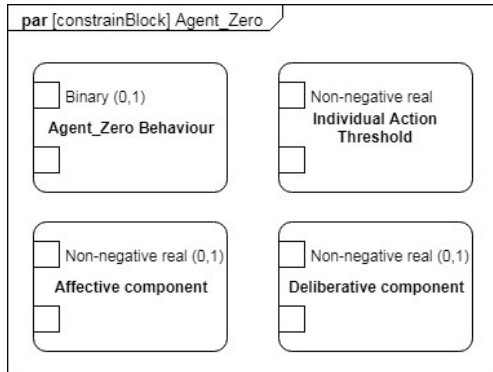 par [constrainBlock] Agent_Zero
Binary (0,1)
Agent_Zero Behaviour
Non-negative real
Individual Action
Threshold
Non-negative real (0,1)
Affective component
Non-negative real (0,1)
Deliberative component